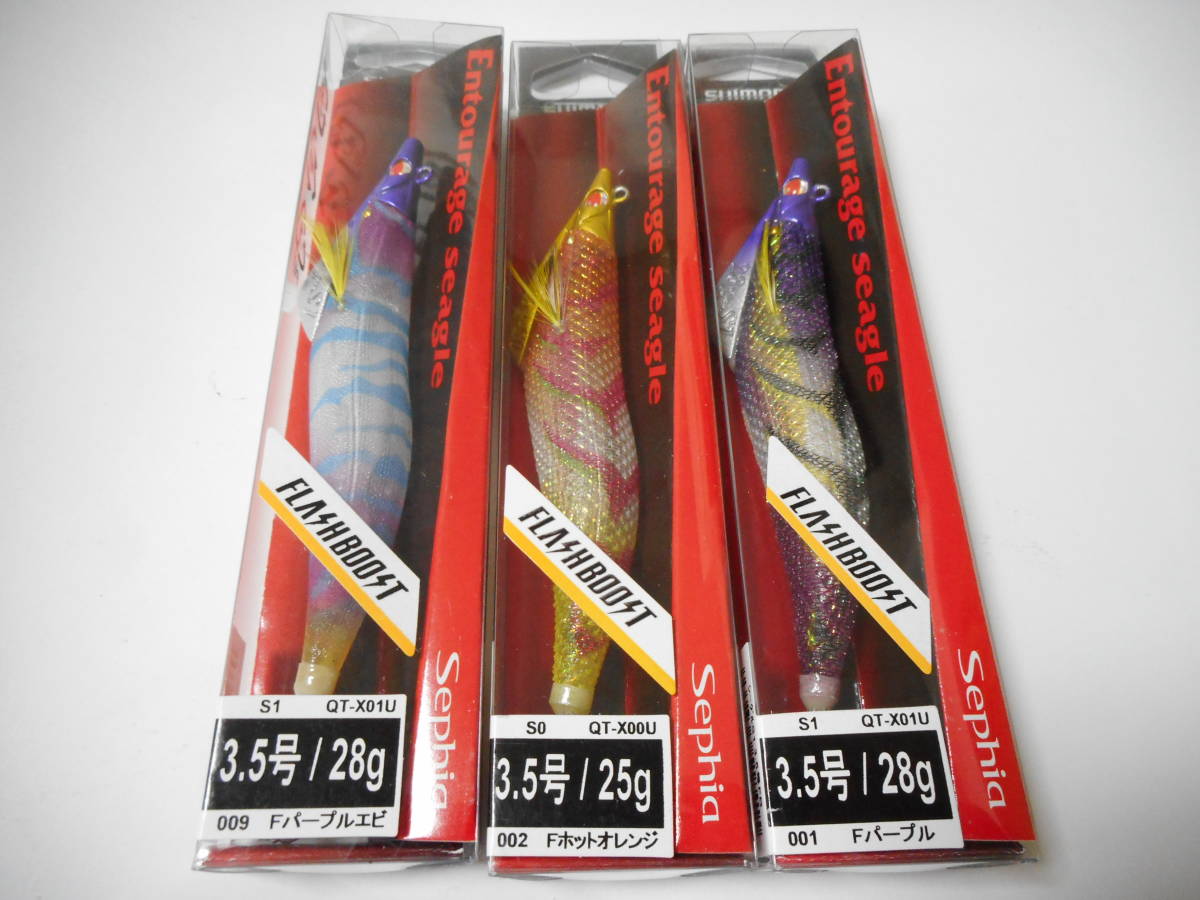 Entourage seagle
FLASHBOOST
Sephia
S1 QT-X01U
3.5号 / 28g
009 Fパープルエビ
Entourage seagle
FLASHBOOST
Sephia
S0 QT-X00U
3.5号 / 25g
002 Fホットオレンジ
SHIMANO
Entourage seagle
FLASHBOOST
Sephia
S1 QT-X01U
3.5号 / 28g
001 Fパープル